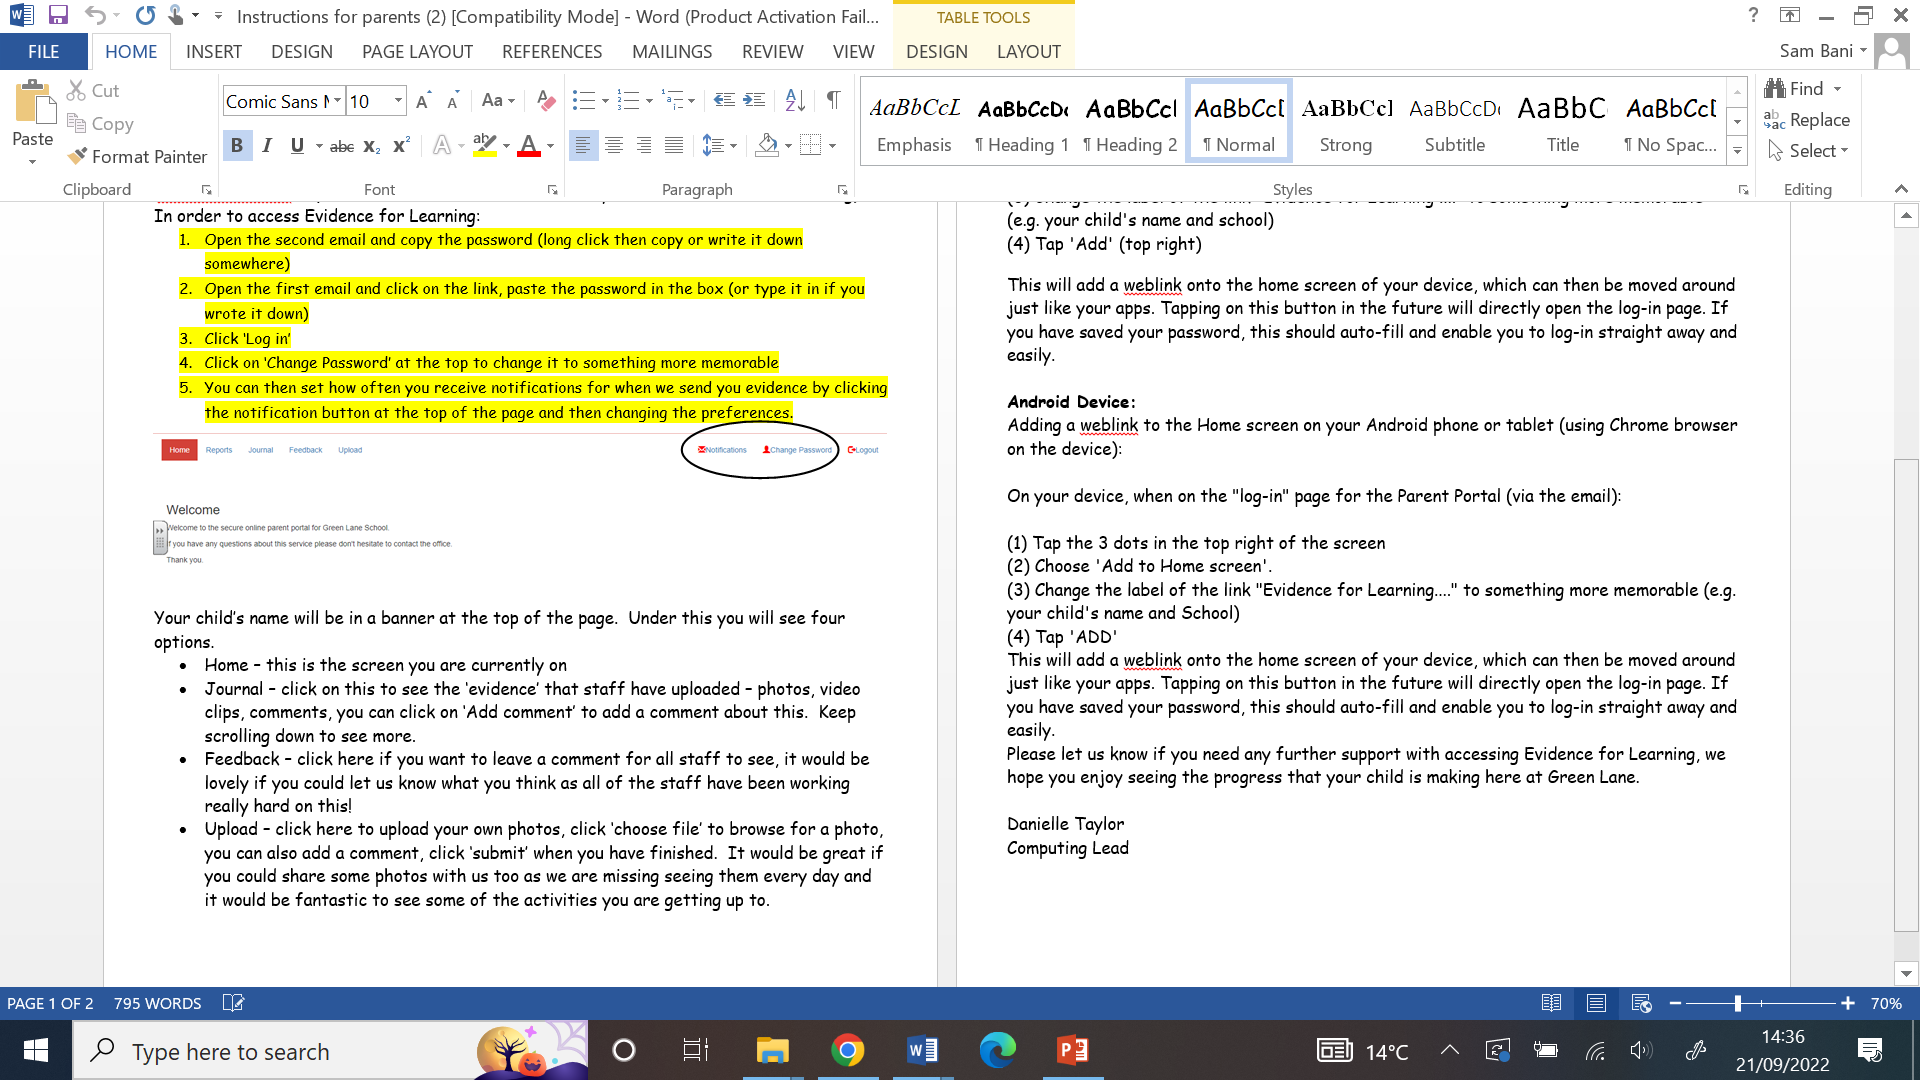 Instructions for parents (2) [Compatibility Mode] - Word (Product Activation Fail...
TABLE TOOLS
?
FILE
HOME
INSERT
DESIGN
PAGE LAYOUT
REFERENCES
MAILINGS
REVIEW
VIEW
DESIGN
LAYOUT
Sam Bani
Paste
Cut
Copy
Format Painter
Clipboard
Comic Sans M
10
Font
Paragraph
AaBbCcL
Emphasis
AaBbCcDc
¶ Heading 1
AaBbCcI
¶ Heading 2
AaBbCcD
¶ Normal
AaBbCcI
Strong
AaBbCcDc
Subtitle
AaBbC
Title
AaBbCcD
¶ No Spac...
Styles
Find
Replace
Select
Editing
In order to access Evidence for Learning:
1. Open the second email and copy the password (long click then copy or write it down
somewhere)
2. Open the first email and click on the link, paste the password in the box (or type it in if you
wrote it down)
3. Click ‘Log in’
4. Click on ‘Change Password’ at the top to change it to something more memorable
5. You can then set how often you receive notifications for when we send you evidence by clicking
the notification button at the top of the page and then changing the preferences.
Home Reports Journal Feedback Upload Notifications Change Password Logout
Welcome
Welcome to the secure online parent portal for Green Lane School.
If you have any questions about this service please don't hesitate to contact the office.
Thank you.
Your child’s name will be in a banner at the top of the page.  Under this you will see four
options.
• Home – this is the screen you are currently on
• Journal – click on this to see the ‘evidence’ that staff have uploaded – photos, video
clips, comments, you can click on ‘Add comment’ to add a comment about this.  Keep
scrolling down to see more.
• Feedback – click here if you want to leave a comment for all staff to see, it would be
lovely if you could let us know what you think as all of the staff have been working
really hard on this!
• Upload – click here to upload your own photos, click ‘choose file’ to browse for a photo,
you can also add a comment, click ‘submit’ when you have finished.  It would be great if
you could share some photos with us too as we are missing seeing them every day and
it would be fantastic to see some of the activities you are getting up to.
(3) Change the label of the link "Evidence for Learning...." to something more memorable
(e.g. your child's name and school)
(4) Tap 'Add' (top right)
This will add a weblink onto the home screen of your device, which can then be moved around
just like your apps. Tapping on this button in the future will directly open the log-in page. If
you have saved your password, this should auto-fill and enable you to log-in straight away and
easily.
Android Device:
Adding a weblink to the Home screen on your Android phone or tablet (using Chrome browser
on the device):
On your device, when on the "log-in" page for the Parent Portal (via the email):
(1) Tap the 3 dots in the top right of the screen
(2) Choose 'Add to Home screen'.
(3) Change the label of the link "Evidence for Learning...." to something more memorable (e.g.
your child's name and School)
(4) Tap 'ADD'
This will add a weblink onto the home screen of your device, which can then be moved around
just like your apps. Tapping on this button in the future will directly open the log-in page. If
you have saved your password, this should auto-fill and enable you to log-in straight away and
easily.
Please let us know if you need any further support with accessing Evidence for Learning, we
hope you enjoy seeing the progress that your child is making here at Green Lane.
Danielle Taylor
Computing Lead
PAGE 1 OF 2
795 WORDS
70%
Type here to search
14°C
14:36
21/09/2022